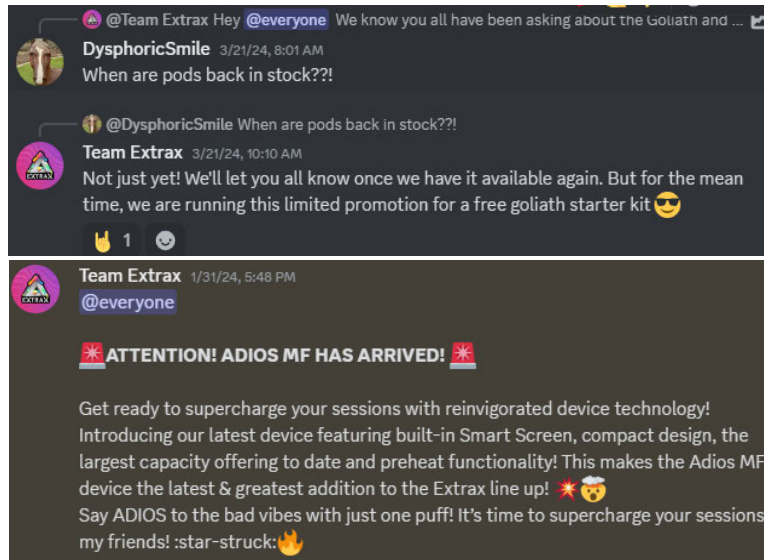 @Team Extrax Hey @everyone We know you all have been asking about the Goliath and ...
DysphoricSmile 3/21/24, 8:01 AM
When are pods back in stock??!
@DysphoricSmile When are pods back in stock??!
Team Extrax 3/21/24, 10:10 AM
Not just yet! We'll let you all know once we have it available again. But for the mean
time, we are running this limited promotion for a free goliath starter kit 😎
🤘 1
EXTRAX
Team Extrax 1/31/24, 5:48 PM
@everyone
🚨ATTENTION! ADIOS MF HAS ARRIVED! 🚨
EXTRAX
Get ready to supercharge your sessions with reinvigorated device technology!
Introducing our latest device featuring built-in Smart Screen, compact design, the
largest capacity offering to date and preheat functionality! This makes the Adios MF
device the latest & greatest addition to the Extrax line up! 💥🤯
Say ADIOS to the bad vibes with just one puff! It's time to supercharge your sessions
my friends! :star-struck:🔥